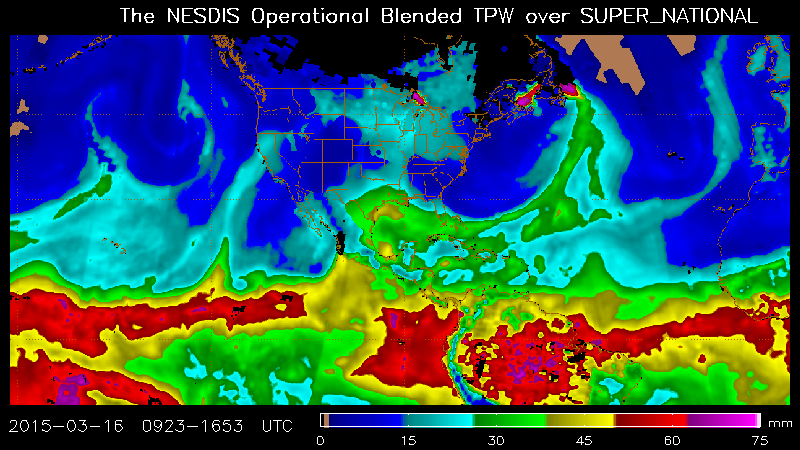 The NESDIS Operational Blended TPW over SUPER_NATIONAL
2015-03-16 0923-1653 UTC
mm
0 15 30 45 60 75